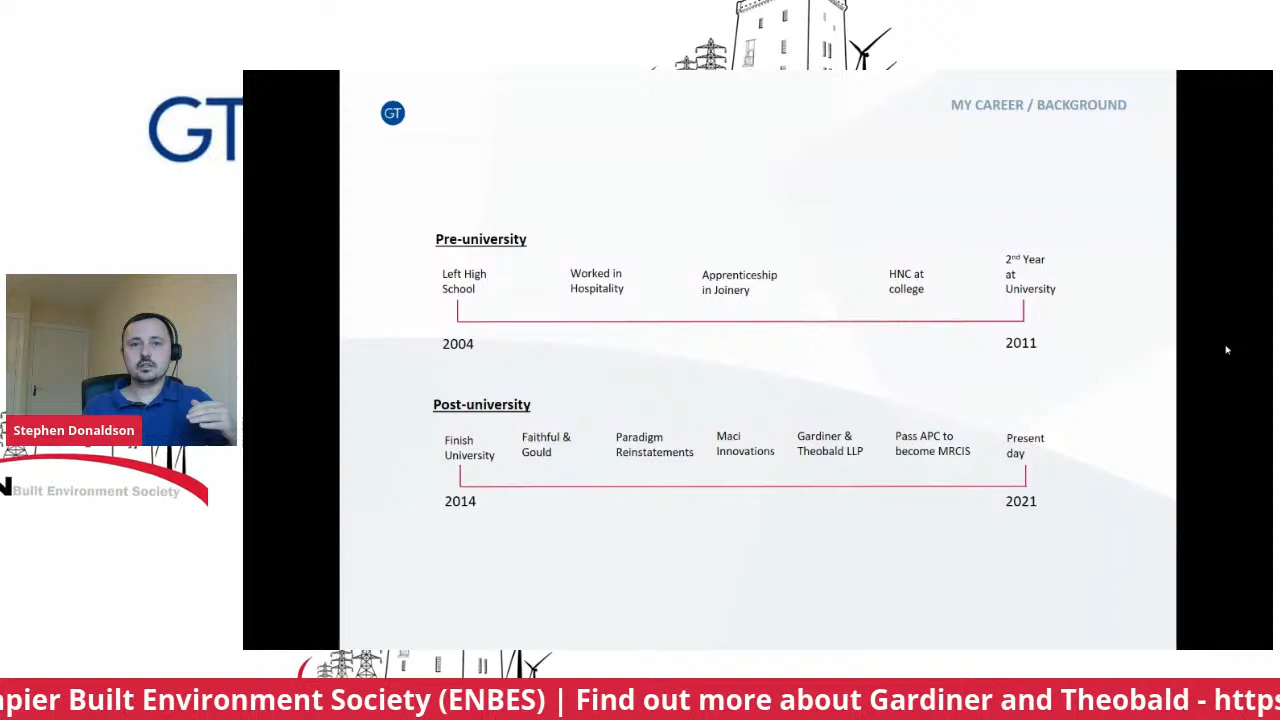 GT
GT
MY CAREER / BACKGROUND
Pre-university
Left High
School
Worked in
Hospitality
Apprenticeship
in Joinery
HNC at
college
2nd Year
at
University
2004
2011
Post-university
Finish
Uniiversity
Faithful &
Gould
Paradigm
Reinstatements
Maci
Innovations
Gardiner &
Theobald LLP
Pass APC to
become MRCIS
Present
day
2014
2021
Stephen Donaldson
N
Built Environment Society
apier Built Environment Society (ENBES) | Find out more about Gardiner and Theobald - https